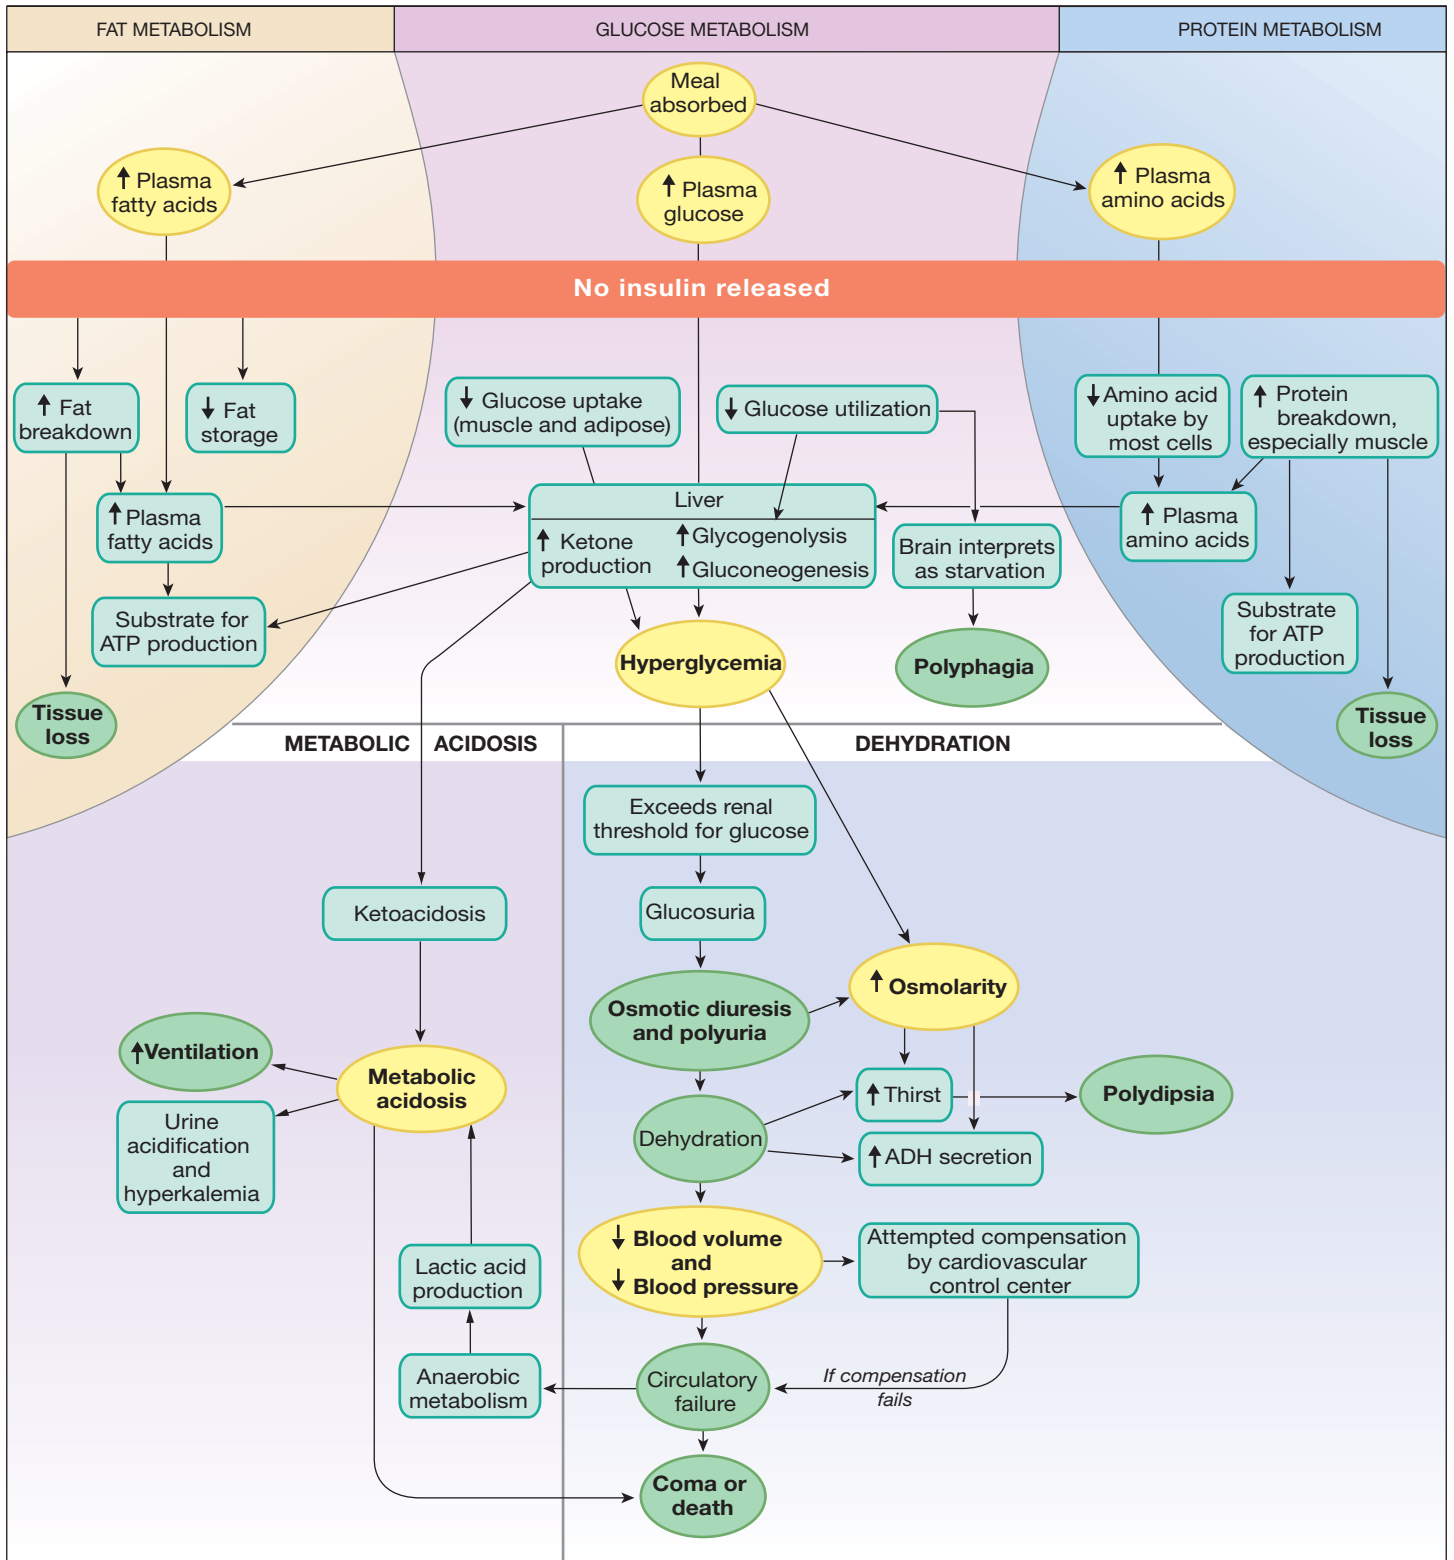 FAT METABOLISM
GLUCOSE METABOLISM
PROTEIN METABOLISM
Meal
absorbed
↑ Plasma
fatty acids
↑ Plasma
glucose
↑ Plasma
amino acids
No insulin released
↑ Fat
breakdown
↓ Fat
storage
↓ Glucose uptake
(muscle and adipose)
↓ Glucose utilization
↓ Amino acid
uptake by
most cells
↑ Protein
breakdown,
especially muscle
↑ Plasma
fatty acids
Liver
↑ Ketone
production
↑ Glycogenolysis
↑ Gluconeogenesis
Brain interprets
as starvation
↑ Plasma
amino acids
Substrate for
ATP production
Substrate
for ATP
production
Hyperglycemia
Polyphagia
Tissue
loss
Tissue
loss
METABOLIC ACIDOSIS
DEHYDRATION
Exceeds renal
threshold for glucose
Ketoacidosis
Glucosuria
↑ Osmolarity
Osmotic diuresis
and polyuria
↑ Ventilation
Metabolic
acidosis
↑ Thirst
Polydipsia
Urine
acidification
and
hyperkalemia
Dehydration
↑ ADH secretion
↓ Blood volume
and
↓ Blood pressure
Attempted compensation
by cardiovascular
control center
Lactic acid
production
Anaerobic
metabolism
Circulatory
failure
If compensation
fails
Coma or
death